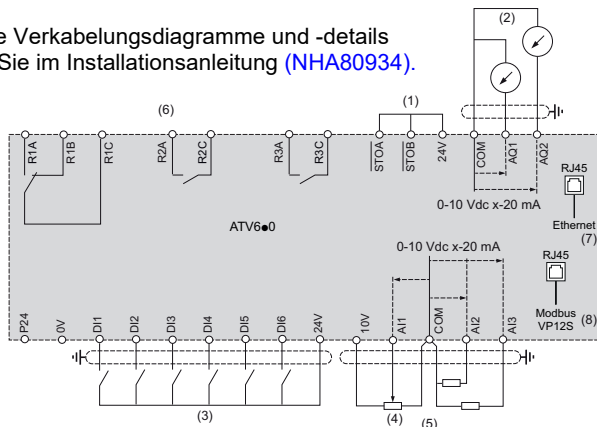 e Verkabelungsdiagramme und -details
Sie im Installationsanleitung (NHA80934).
(2)
(6)
(1)
R1A
R1B
R1C
R2A
R2C
R3A
R3C
STOA
STOB
24V
COM
AQ1
AQ2
RJ45
0-10 Vdc x-20 mA
Ethernet
(7)
ATV6●0
0-10 Vdc x-20 mA
RJ45
Modbus
VP12S
(8)
P24
0V
DI1
DI2
DI3
DI4
DI5
DI6
24V
10V
AI1
COM
AI2
AI3
(3)
(4)
(5)